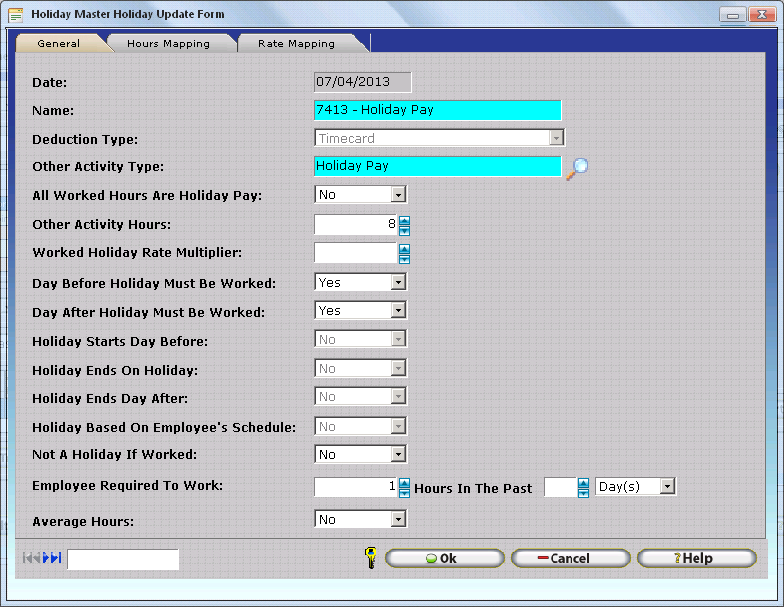 Holiday Master Holiday Update Form
General Hours Mapping Rate Mapping
Date: 07/04/2013
Name: 7413 - Holiday Pay
Deduction Type: Timecard
Other Activity Type: Holiday Pay
All Worked Hours Are Holiday Pay: No
Other Activity Hours: 8
Worked Holiday Rate Multiplier:
Day Before Holiday Must Be Worked: Yes
Day After Holiday Must Be Worked: Yes
Holiday Starts Day Before: No
Holiday Ends On Holiday: No
Holiday Ends Day After: No
Holiday Based On Employee's Schedule: No
Not A Holiday If Worked: No
Employee Required To Work: 1 Hours In The Past Day(s)
Average Hours: No
Ok Cancel ?Help